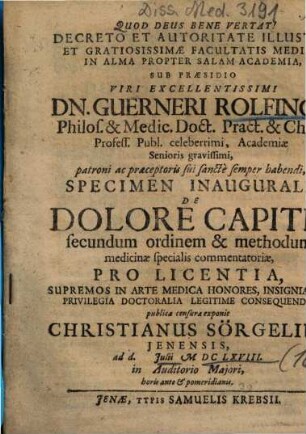 Diss. Med. 3191
QUOD DEUS BENE VERTAT!
DECRETO ET AUTORITATE ILLUST
ET GRATIOSISSIMÆ FACULTATIS MEDI
IN ALMA PROPTER SALAM ACADEMIA,
SUB PRÆSIDIO
VIRI EXCELLENTISSIMI
DN. GUERNERI ROLFINC
Philos. & Medic. Doct. Pract. & Ch
Profess. Publ. celeberrimi, Academiæ
Senioris gravissimi,
patroni ac præceptoris sui sanctè semper habendi,
SPECIMEN INAUGURAL
DE
DOLORE CAPITI
secundum ordinem & methodum
medicinæ specialis commentatoriæ,
PRO LICENTIA,
SUPREMOS IN ARTE MEDICA HONORES, INSIGNIA
PRIVILEGIA DOCTORALIA LEGITIME CONSEQUEND
publicæ censuræ exponit
CHRISTIANUS SÖRGELI
JENENSIS,
ad d. Julii M DC LXVIII.
in Auditorio Majori,
horis ante & pomeridianis.
JENÆ, TYPIS SAMUELIS KREBSII.